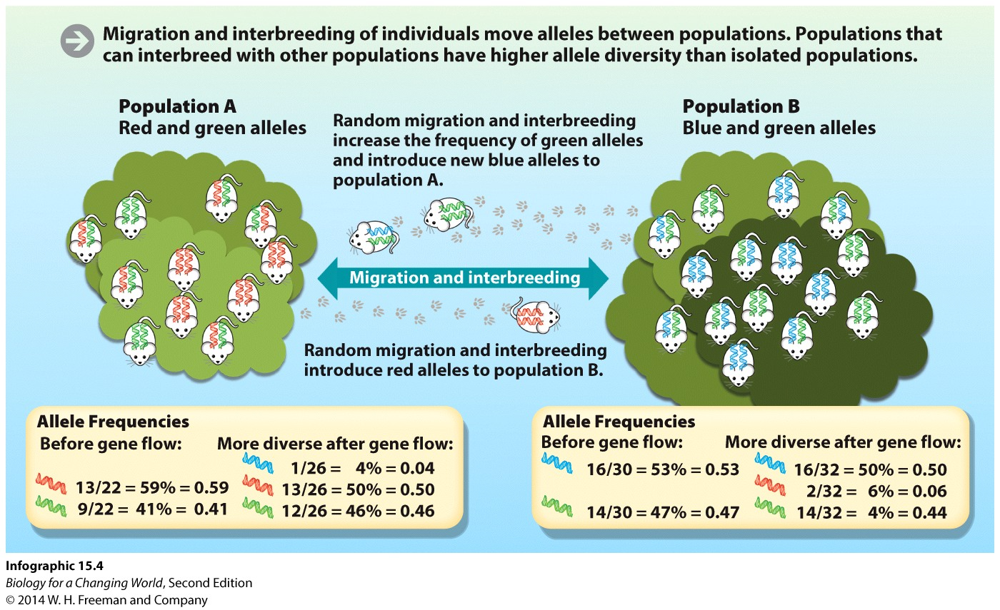 Migration and interbreeding of individuals move alleles between populations. Populations that
can interbreed with other populations have higher allele diversity than isolated populations.
Population A
Red and green alleles
Random migration and interbreeding
increase the frequency of green alleles
and introduce new blue alleles to
population A.
Population B
Blue and green alleles
Migration and interbreeding
Random migration and interbreeding
introduce red alleles to population B.
Allele Frequencies
Before gene flow:
13/22 = 59% = 0.59
9/22 = 41% = 0.41
More diverse after gene flow:
1/26 = 4% = 0.04
13/26 = 50% = 0.50
12/26 = 46% = 0.46
Allele Frequencies
Before gene flow:
16/30 = 53% = 0.53
14/30 = 47% = 0.47
More diverse after gene flow:
16/32 = 50% = 0.50
2/32 = 6% = 0.06
14/32 = 4% = 0.44
Infographic 15.4
Biology for a Changing World, Second Edition
© 2014 W. H. Freeman and Company